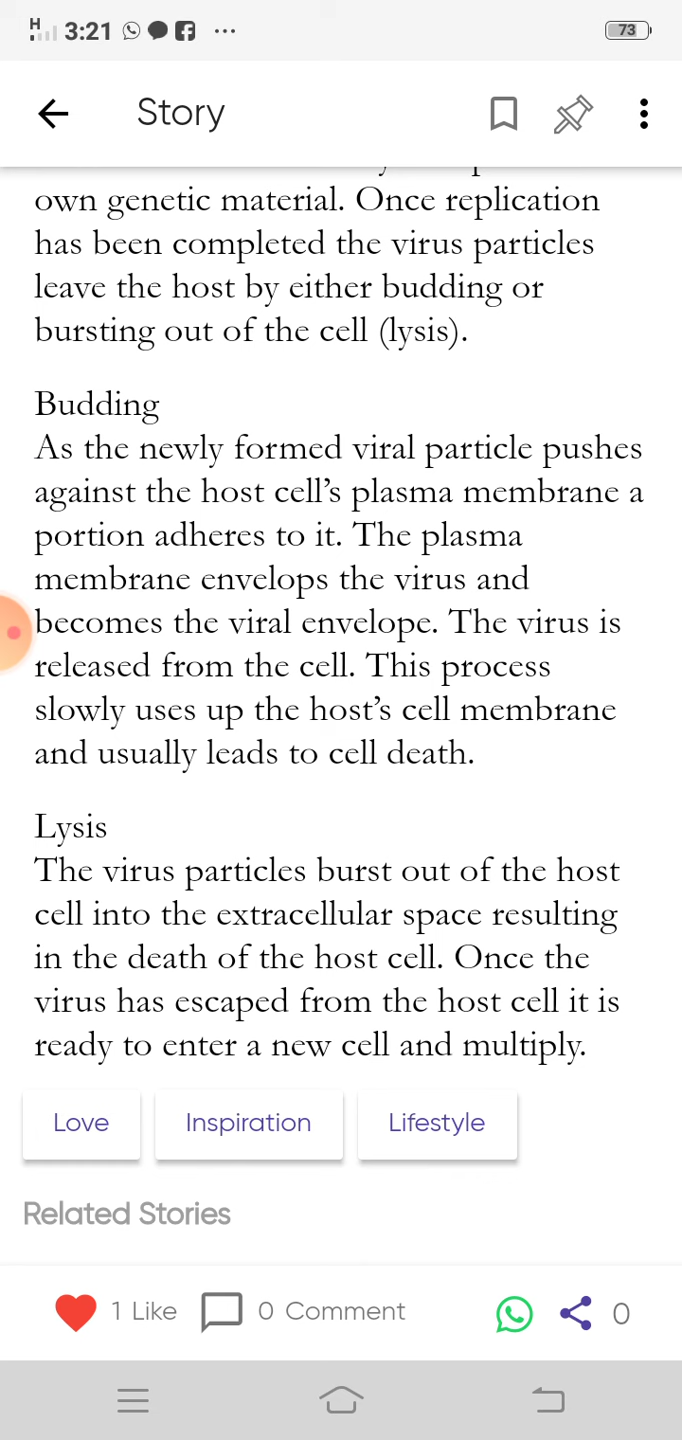 H 3:21 ... 73
Story
own genetic material. Once replication
has been completed the virus particles
leave the host by either budding or
bursting out of the cell (lysis).
Budding
As the newly formed viral particle pushes
against the host cell’s plasma membrane a
portion adheres to it. The plasma
membrane envelops the virus and
becomes the viral envelope. The virus is
released from the cell. This process
slowly uses up the host’s cell membrane
and usually leads to cell death.
Lysis
The virus particles burst out of the host
cell into the extracellular space resulting
in the death of the host cell. Once the
virus has escaped from the host cell it is
ready to enter a new cell and multiply.
Love Inspiration Lifestyle
Related Stories
1 Like 0 Comment 0